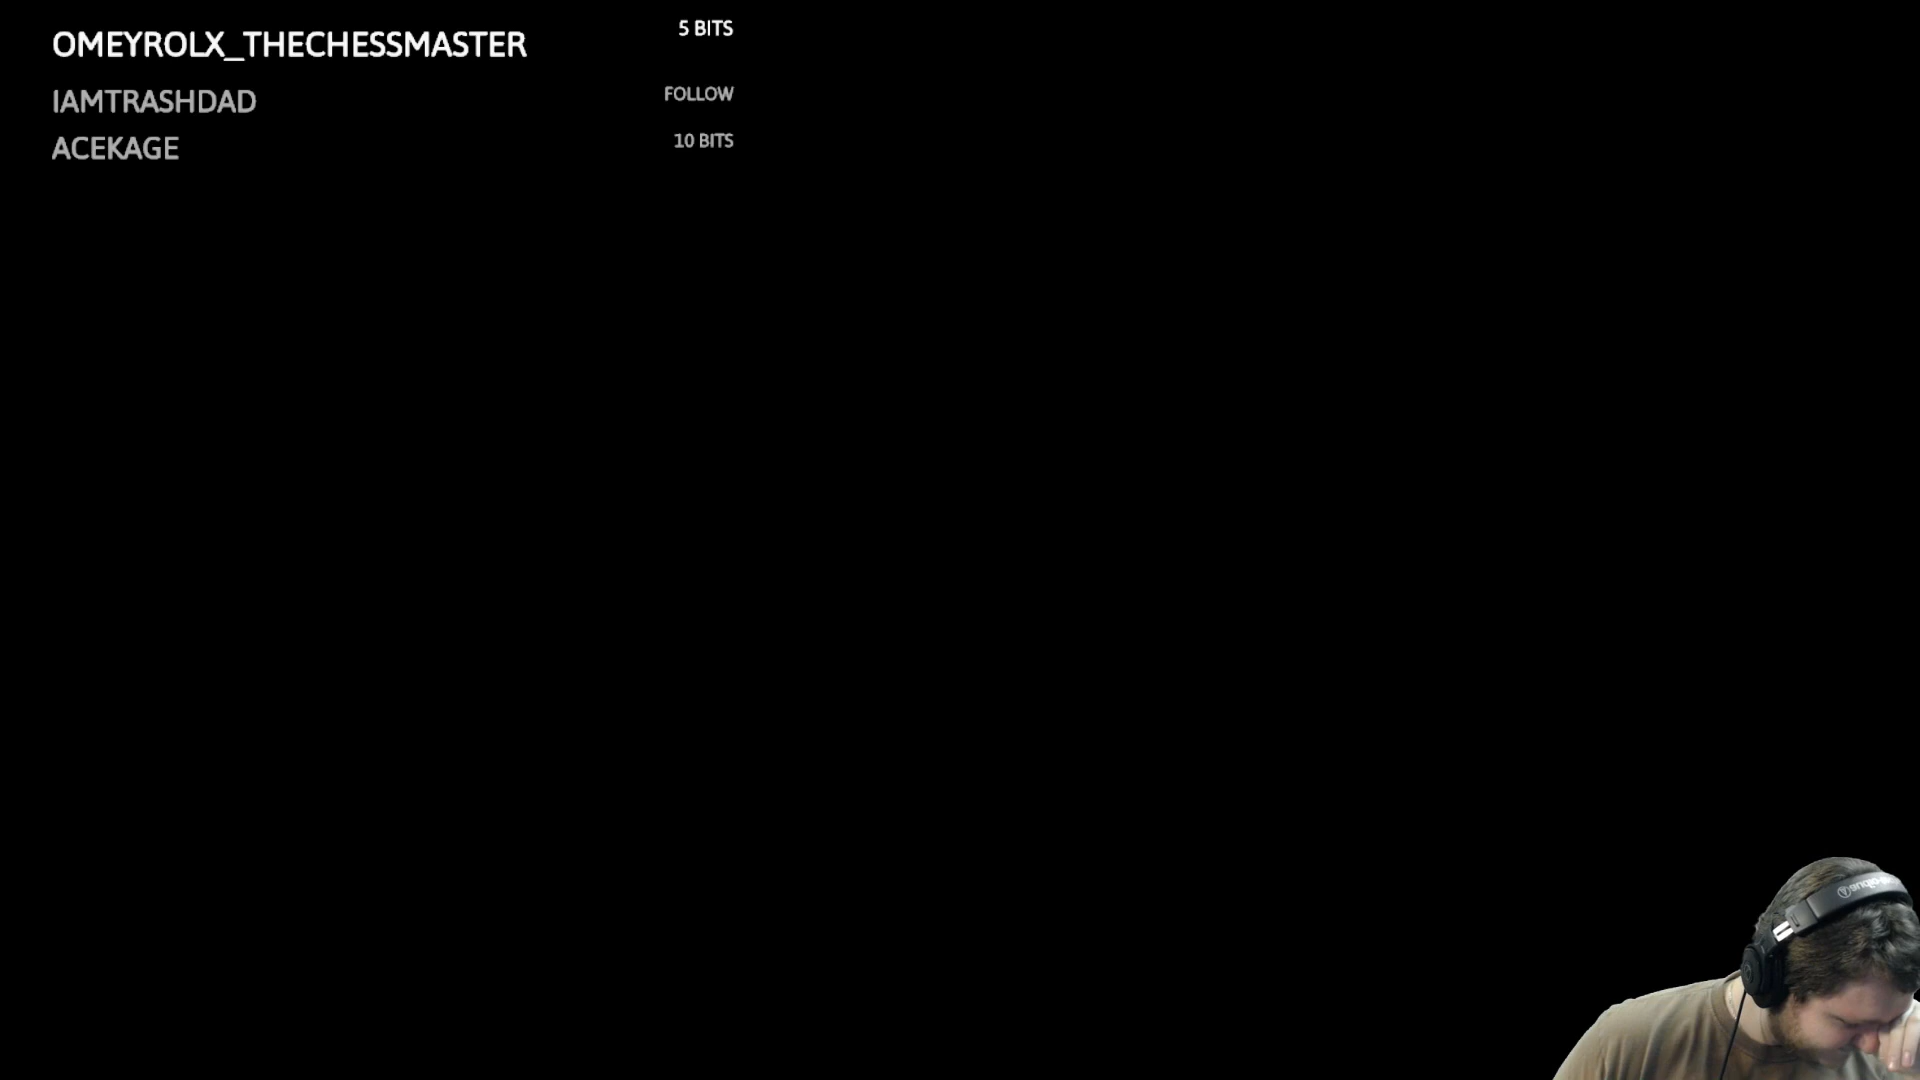 OMEYROLX_THECHESSMASTER 5 BITS
IAMTRASHDAD FOLLOW
ACEKAGE 10 BITS